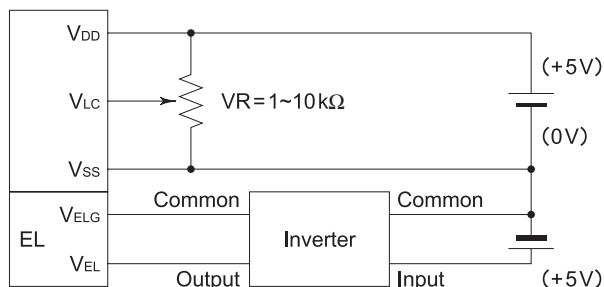 VDD
(+5V)
VLC
VR=1~10kΩ
(0V)
VSS
Common
Common
VELG
EL
Inverter
VEL
Output
Input
(+5V)